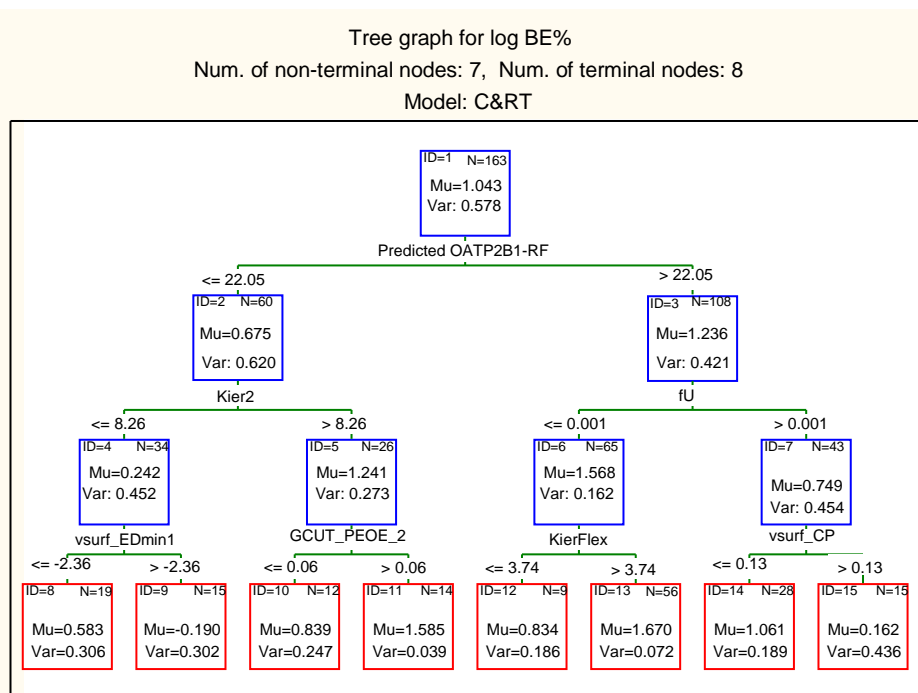 Tree graph for log BE%
Num. of non-terminal nodes: 7, Num. of terminal nodes: 8
Model: C&RT
ID=1 N=163
Mu=1.043
Var: 0.578
Predicted OATP2B1-RF
<= 22.05 > 22.05
ID=2 N=60 ID=3 N=108
Mu=0.675 Mu=1.236
Var: 0.620 Var: 0.421
Kier2 fU
<= 8.26 > 8.26 <= 0.001 > 0.001
ID=4 N=34 ID=5 N=26 ID=6 N=65 ID=7 N=43
Mu=0.242 Mu=1.241 Mu=1.568 Mu=0.749
Var: 0.452 Var: 0.273 Var: 0.162 Var: 0.454
vsurf_EDmin1 GCUT_PEOE_2 KierFlex vsurf_CP
<= -2.36 > -2.36 <= 0.06 > 0.06 <= 3.74 > 3.74 <= 0.13 > 0.13
ID=8 N=19 ID=9 N=15 ID=10 N=12 ID=11 N=14 ID=12 N=9 ID=13 N=56 ID=14 N=28 ID=15 N=15
Mu=0.583 Mu=-0.190 Mu=0.839 Mu=1.585 Mu=0.834 Mu=1.670 Mu=1.061 Mu=0.162
Var=0.306 Var=0.302 Var=0.247 Var=0.039 Var=0.186 Var=0.072 Var=0.189 Var=0.436